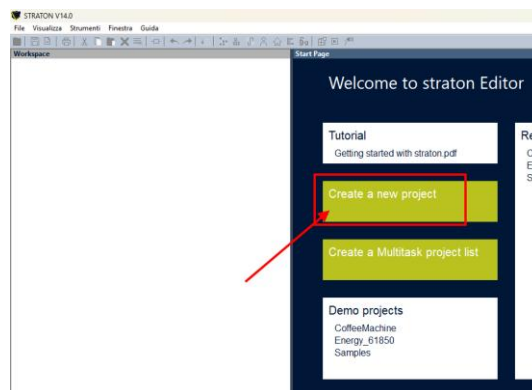 STRATON V14.0
File Visualizza Strumenti Finestra Guida
Workspace
Start Page
Welcome to straton Editor
Tutorial
Getting started with straton.pdf
Create a new project
Create a Multitask project list
Demo projects
CoffeeMachine
Energy_61850
Samples